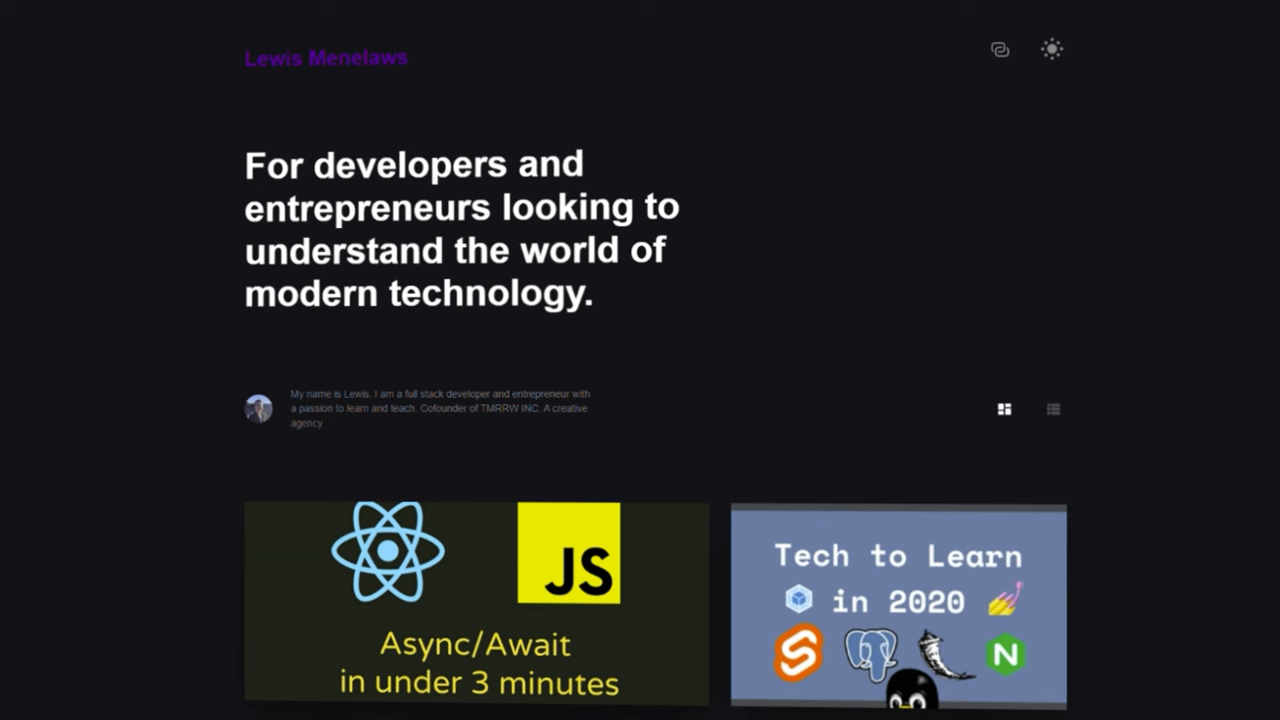 Lewis Menelaws
For developers and
entrepreneurs looking to
understand the world of
modern technology.
My name is Lewis. I am a full stack developer and entrepreneur with
a passion to learn and teach. Cofounder of TMRRW INC. A creative
agency.
JS
Async/Await
in under 3 minutes
Tech to Learn
in 2020
N